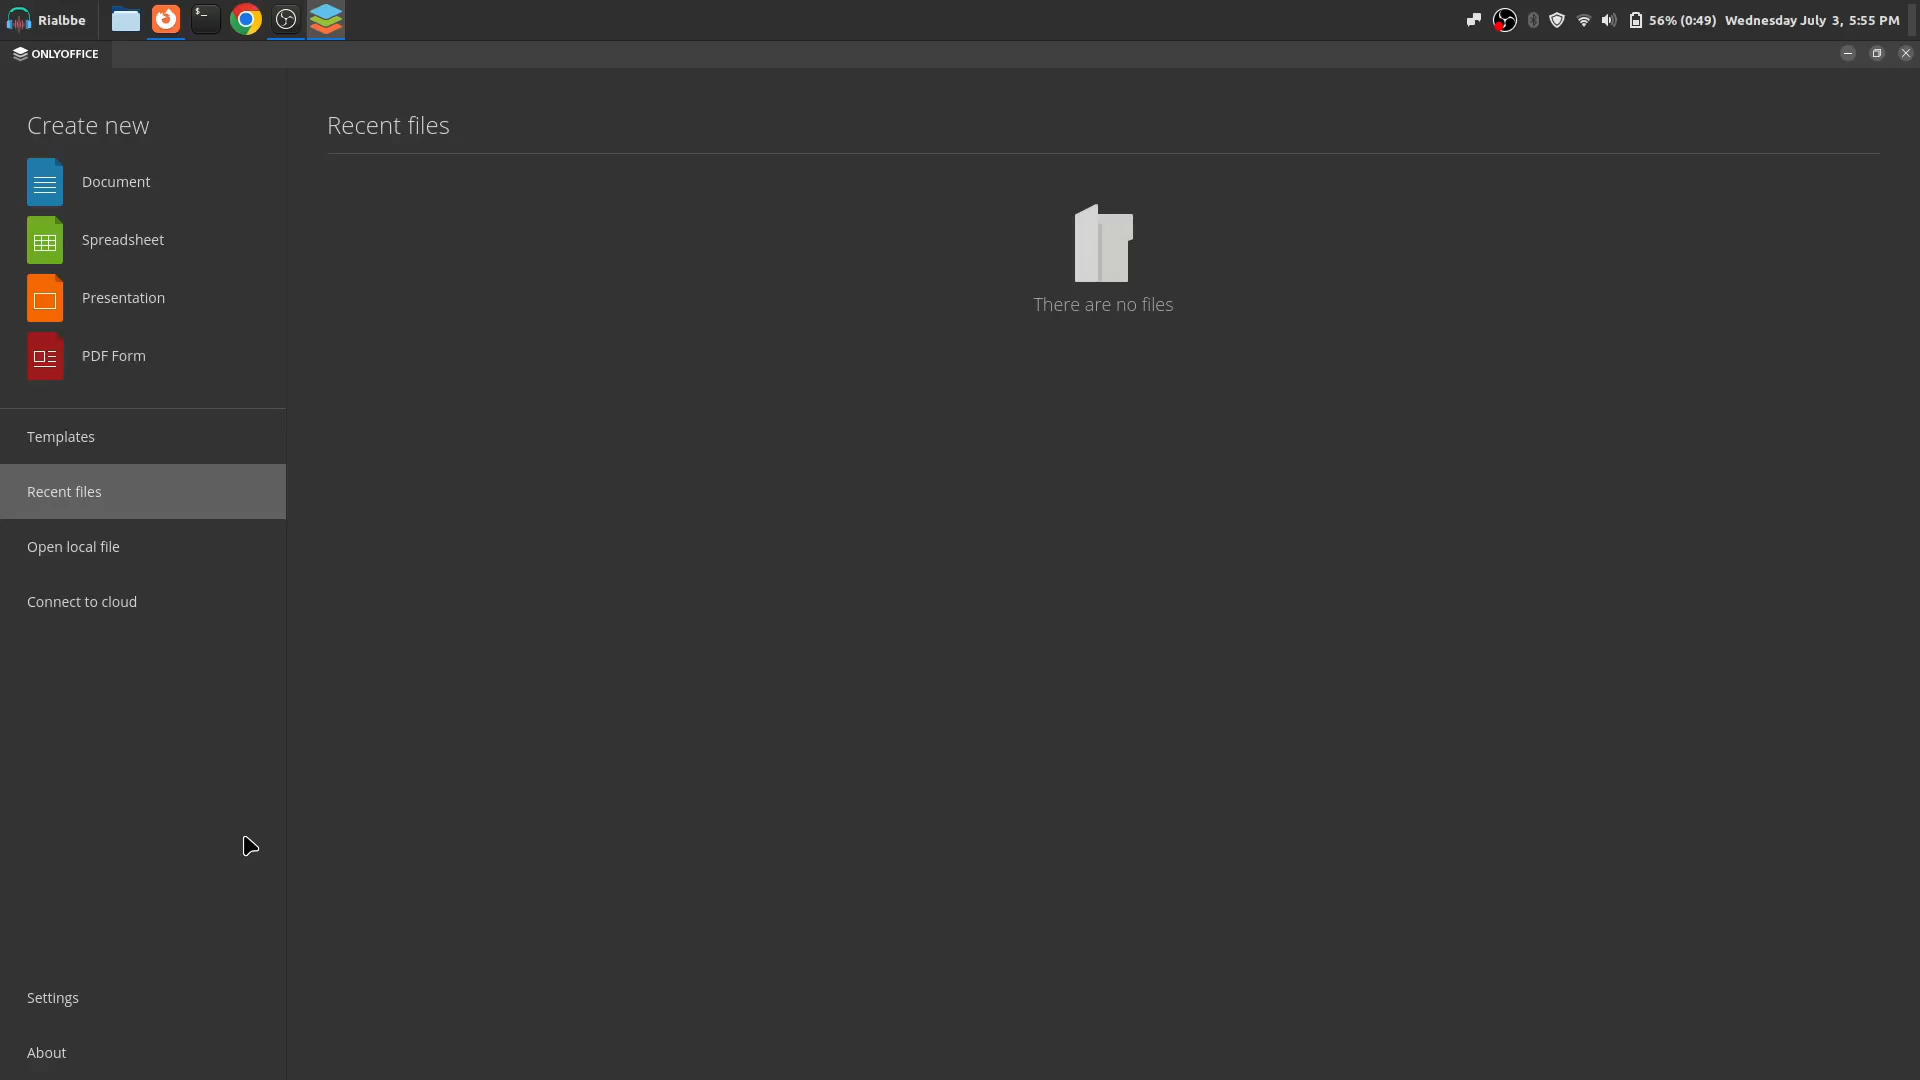 Rialbbe
$_
56% (0:49) Wednesday July 3, 5:55 PM
ONLYOFFICE
Create new
Document
Spreadsheet
Presentation
PDF Form
Templates
Recent files
Open local file
Connect to cloud
Settings
About
Recent files
There are no files